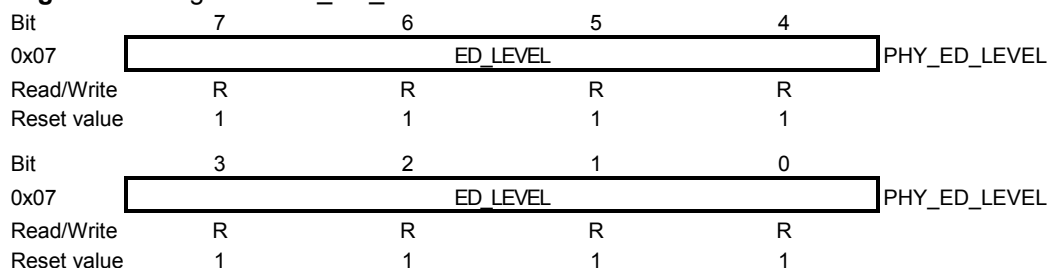 Bit 7 6 5 4
0x07 ED_LEVEL PHY_ED_LEVEL
Read/Write R R R R
Reset value 1 1 1 1
Bit 3 2 1 0
0x07 ED_LEVEL PHY_ED_LEVEL
Read/Write R R R R
Reset value 1 1 1 1